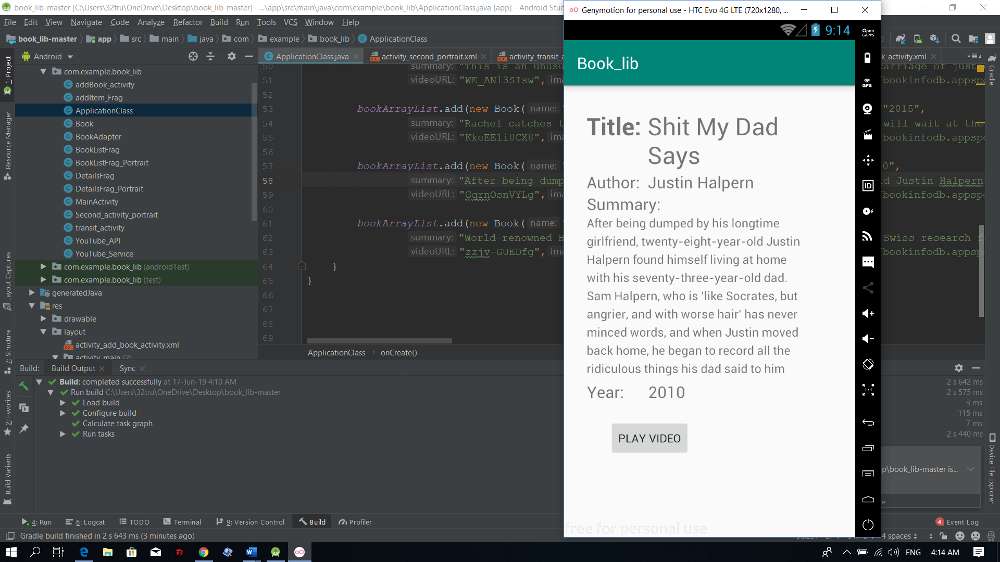 book_lib-master [C:\Users\32tru\OneDrive\Desktop\book_lib-master] - ...\app\src\main\java\com\example\book_lib\ApplicationClass.java [app] - Android Stu
File Edit View Navigate Code Analyze Refactor Build Run Tools VCS Window Help
book_lib-master app src main java com example book_lib ApplicationClass
Android
ApplicationClass.java activity_second_portrait.xml activity_transit_a k_activity.xml
1: Project
Resource Manager
Layout Captures
7: Structure
2: Favorites
Build Variants
com.example.book_lib
addBook_activity
addItem_Frag
ApplicationClass
Book
BookAdapter
BookListFrag
BookListFrag_Portrait
DetailsFrag
DetailsFrag_Portrait
MainActivity
Second_activity_portrait
transit_activity
YouTube_API
YouTube_Service
com.example.book_lib (androidTest)
com.example.book_lib (test)
generatedJava
res
drawable
layout
activity_add_book_activity.xml
activity_main (2)
50 summary: "This is an unusu arriage of just
51 videoURL: "WE_ANl3SIsw", ima /bookinfodb.appspo
52
53 bookArrayList.add(new Book( name: " "2015",
54 summary: "Rachel catches t will wait at the
55 videoURL: "KkoEE1i0CX8", ima /bookinfodb.appspo
56
57 bookArrayList.add(new Book( name: " 0",
58 summary: "After being dump d Justin Halpern
59 videoURL: "GqrnOsnVYLg", ima /bookinfodb.appspo
60
61 bookArrayList.add(new Book( name: "
62 summary: "World-renowned H Swiss research f
63 videoURL: "zzjv-GUEDfg", ima /bookinfodb.appspo
64 }
65 }
66
67
68
69
ApplicationClass onCreate()
Build: Build Output Sync
Build: completed successfully at 17-Jun-19 4:10 AM
Run build C:\Users\32tru\OneDrive\Desktop\book_lib-master
Load build
Configure build
Calculate task graph
Run tasks
2 s 642 ms
2 s 575 ms
3 ms
115 ms
7 ms
2 s 440 ms
p\book_lib-master is...
Genymotion for personal use - HTC Evo 4G LTE (720x1280, ...
9:14
Book_lib
Title: Shit My Dad
Says
Author: Justin Halpern
Summary:
After being dumped by his longtime
girlfriend, twenty-eight-year-old Justin
Halpern found himself living at home
with his seventy-three-year-old dad.
Sam Halpern, who is 'like Socrates, but
angrier, and with worse hair' has never
minced words, and when Justin moved
back home, he began to record all the
ridiculous things his dad said to him
Year: 2010
PLAY VIDEO
free for personal use
Open
GAPPS
GPS
ID
1:1
4
Gradle
Device File Explorer
4: Run 6: Logcat TODO Terminal 9: Version Control Build Profiler 4 Event Log
Gradle build finished in 2 s 643 ms (3 minutes ago) 4 spaces
ENG 4:14 AM